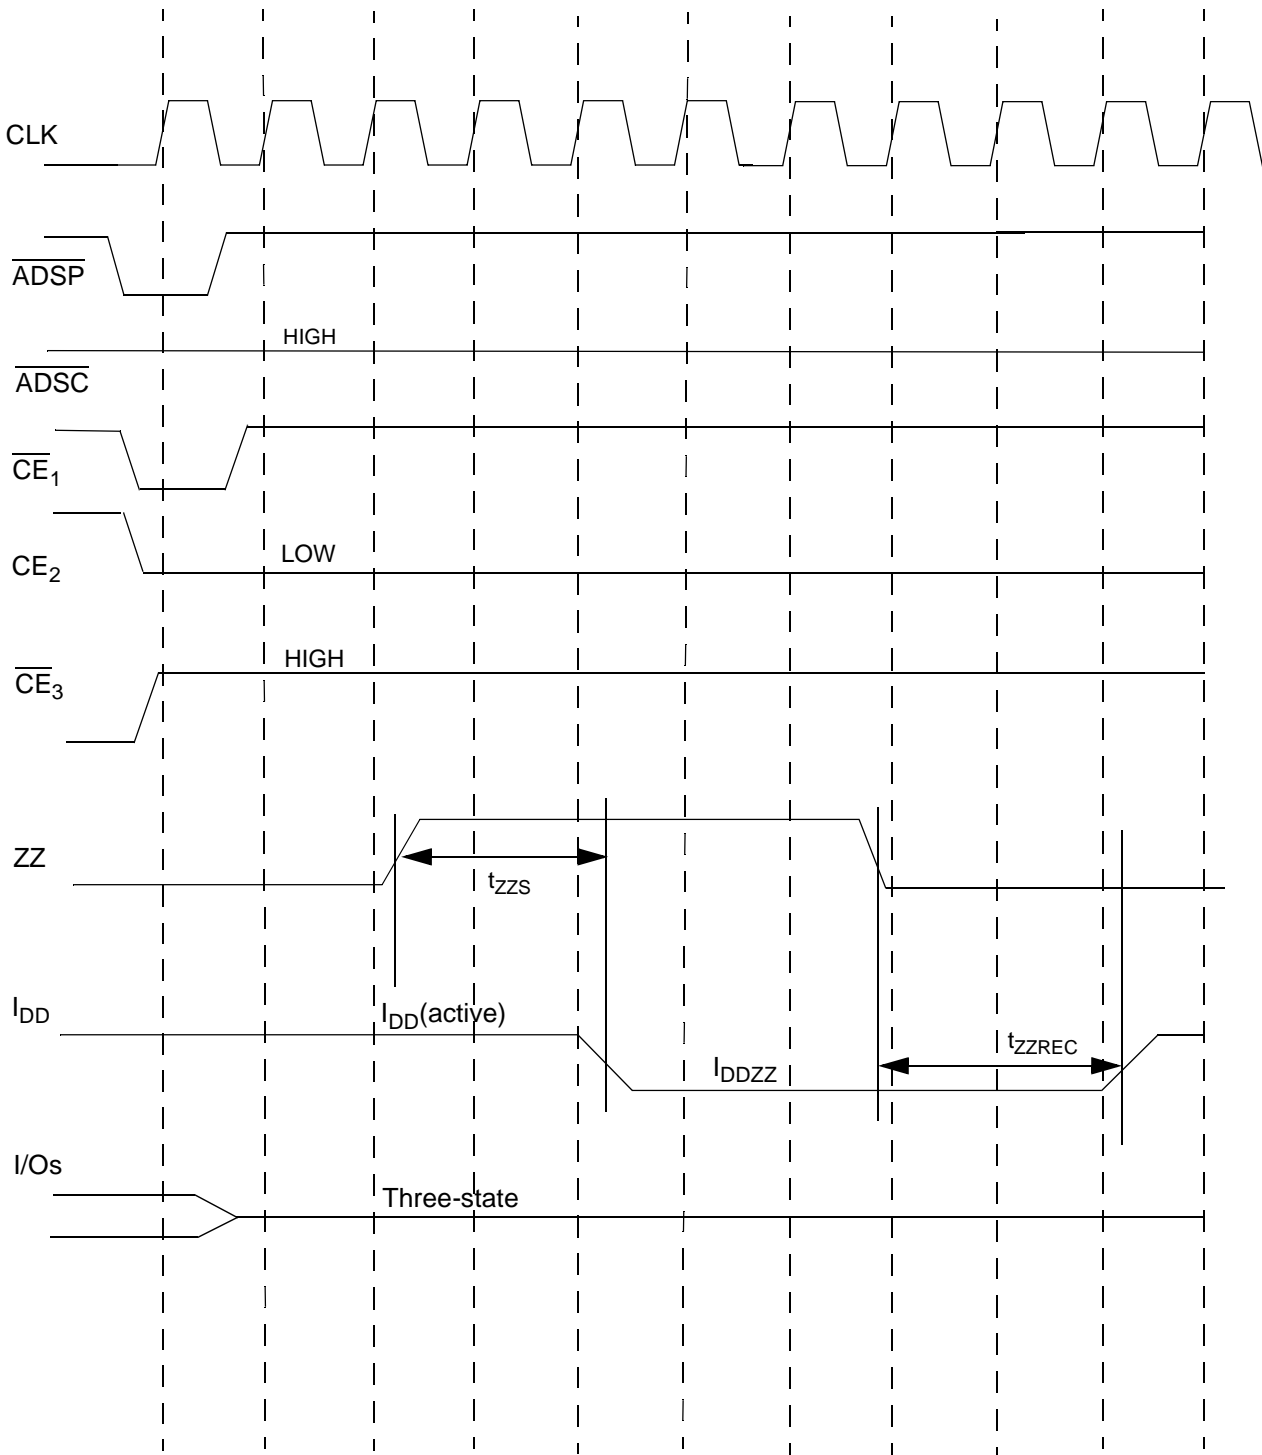 CLK
ADSP
HIGH
ADSC
CE1
LOW
CE2
HIGH
CE3
ZZ
tZZS
IDD
IDD(active)
tZZREC
IDDZZ
I/Os
Three-state